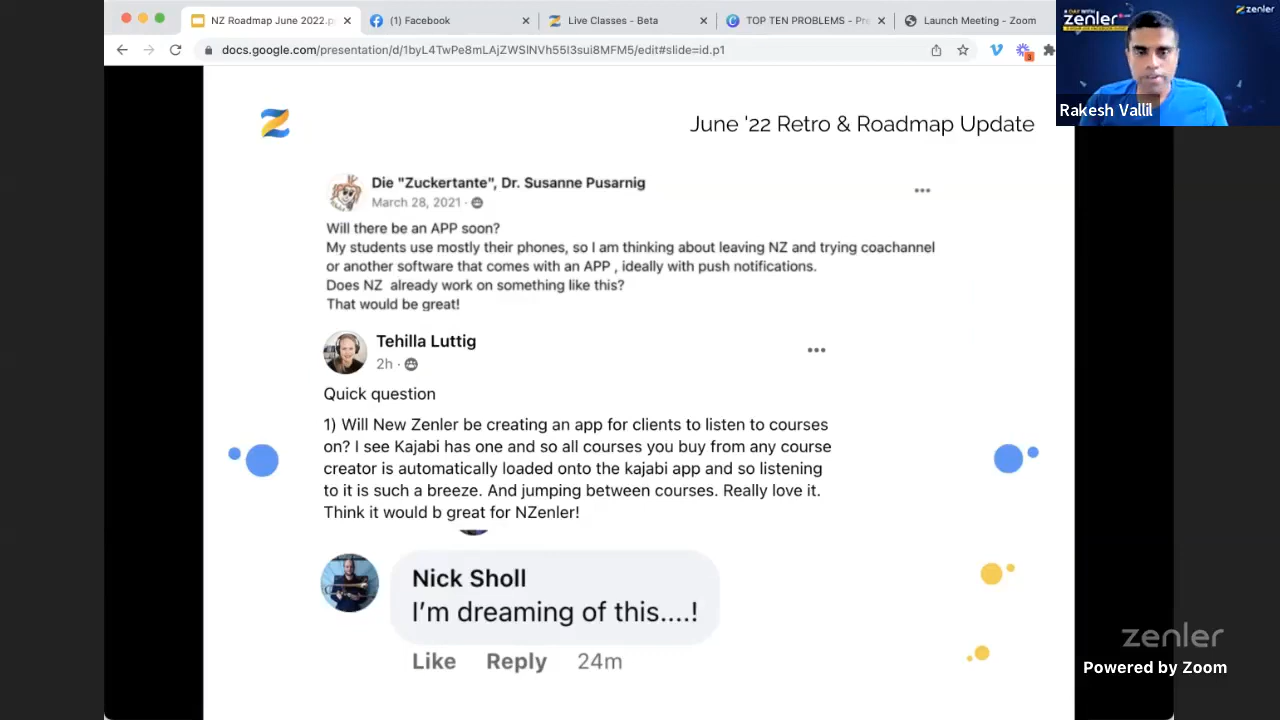 NZ Roadmap June 2022.p
(1) Facebook
Live Classes - Beta
TOP TEN PROBLEMS - Pr
Launch Meeting - Zoom
docs.google.com/presentation/d/1byL4TwPe8mLAjZWSlNVh55I3sui8MFM5/edit#slide=id.p1
3
zenler
zenler
Rakesh Vallil
June '22 Retro & Roadmap Update
Die "Zuckertante", Dr. Susanne Pusarnig
March 28, 2021 ·
Will there be an APP soon?
My students use mostly their phones, so I am thinking about leaving NZ and trying coachannel
or another software that comes with an APP , ideally with push notifications.
Does NZ already work on something like this?
That would be great!
Tehilla Luttig
2h ·
Quick question
1) Will New Zenler be creating an app for clients to listen to courses
on? I see Kajabi has one and so all courses you buy from any course
creator is automatically loaded onto the kajabi app and so listening
to it is such a breeze. And jumping between courses. Really love it.
Think it would b great for NZenler!
Nick Sholl
I'm dreaming of this....!
Like Reply 24m
zenler
Powered by Zoom